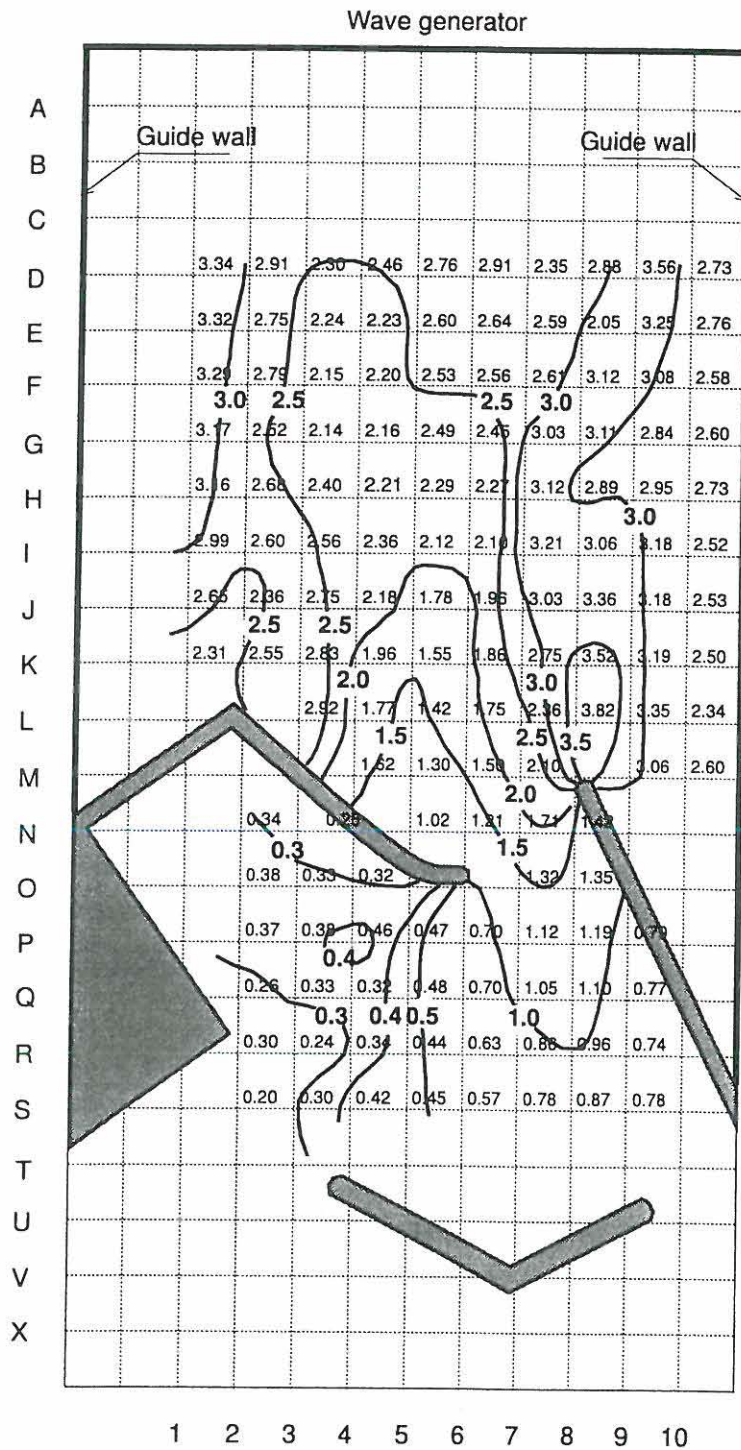 Wave generator
A
Guide wall Guide wall
B
C
D 3.34 2.91 2.30 2.46 2.76 2.91 2.35 2.88 3.56 2.73
E 3.32 2.75 2.24 2.23 2.60 2.64 2.59 2.05 3.25 2.76
F 3.29 2.79 2.15 2.20 2.53 2.56 2.61 3.12 3.08 2.58
3.0 2.5 2.5 3.0
G 3.17 2.52 2.14 2.16 2.49 2.45 3.03 3.11 2.84 2.60
H 3.16 2.68 2.40 2.21 2.29 2.27 3.12 2.89 2.95 2.73
3.0
I 2.99 2.60 2.56 2.36 2.12 2.10 3.21 3.06 3.18 2.52
J 2.65 2.36 2.75 2.18 1.78 1.96 3.03 3.36 3.18 2.53
2.5 2.5
K 2.31 2.55 2.83 1.96 1.55 1.86 2.75 3.52 3.19 2.50
2.0 3.0
L 2.92 1.77 1.42 1.75 2.36 3.82 3.35 2.34
1.5 2.5 3.5
M 1.52 1.30 1.50 2.10 3.06 2.60
2.0
N 0.34 0.28 1.02 1.21 1.71 1.42
0.3 1.5
O 0.38 0.33 0.32 1.32 1.35
P 0.37 0.38 0.46 0.47 0.70 1.12 1.19 0.79
0.4
Q 0.26 0.33 0.32 0.48 0.70 1.05 1.10 0.77
0.3 0.4 0.5 1.0
R 0.30 0.24 0.34 0.44 0.63 0.86 0.96 0.74
S 0.20 0.30 0.42 0.45 0.57 0.78 0.87 0.78
T
U
V
X
1 2 3 4 5 6 7 8 9 10